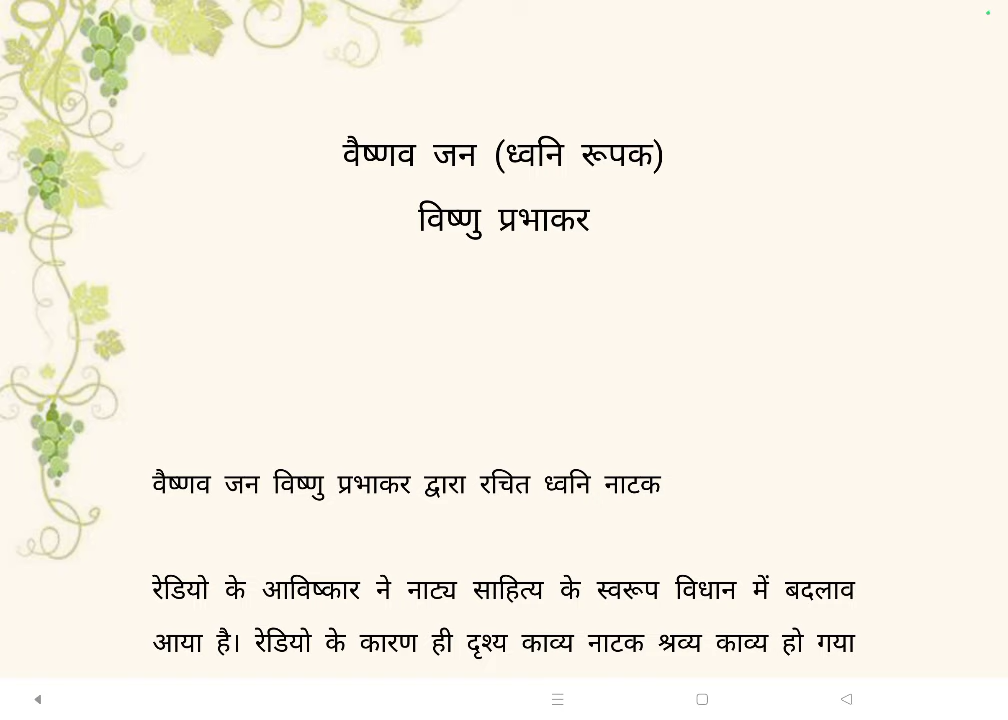 वैष्णव जन (ध्वनि रूपक)
विष्णु प्रभाकर
वैष्णव जन विष्णु प्रभाकर द्वारा रचित ध्वनि नाटक
रेडियो के आविष्कार ने नाट्य साहित्य के स्वरूप विधान में बदलाव
आया है। रेडियो के कारण ही दृश्य काव्य नाटक श्रव्य काव्य हो गया